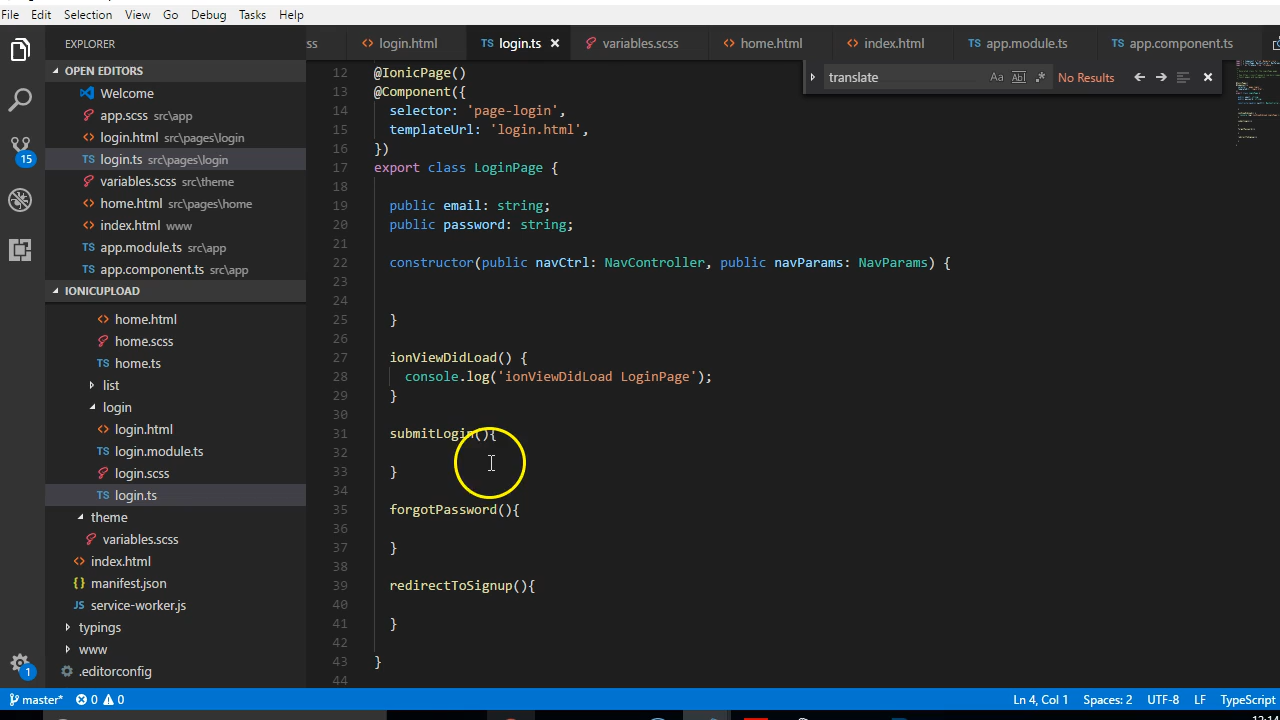 File Edit Selection View Go Debug Tasks Help
EXPLORER
OPEN EDITORS
Welcome
app.scss src\app
login.html src\pages\login
TS login.ts src\pages\login
variables.scss src\theme
home.html src\pages\home
index.html www
TS app.module.ts src\app
TS app.component.ts src\app
IONICUPLOAD
home.html
home.scss
TS home.ts
list
login
login.html
TS login.module.ts
login.scss
TS login.ts
theme
variables.scss
<> index.html
{} manifest.json
JS service-worker.js
typings
www
.editorconfig
15
1
ss <> login.html TS login.ts × variables.scss <> home.html <> index.html TS app.module.ts TS app.component.ts
translate Aa Abl .* No Results
12 @IonicPage()
13 @Component({
14 selector: 'page-login',
15 templateUrl: 'login.html',
16 })
17 export class LoginPage {
18
19 public email: string;
20 public password: string;
21
22 constructor(public navCtrl: NavController, public navParams: NavParams) {
23
24
25 }
26
27 ionViewDidLoad() {
28 console.log('ionViewDidLoad LoginPage');
29 }
30
31 submitLogin(){
32
33 }
34
35 forgotPassword(){
36
37 }
38
39 redirectToSignup(){
40
41 }
42
43 }
44
master* 0 0 Ln 4, Col 1 Spaces: 2 UTF-8 LF TypeScript